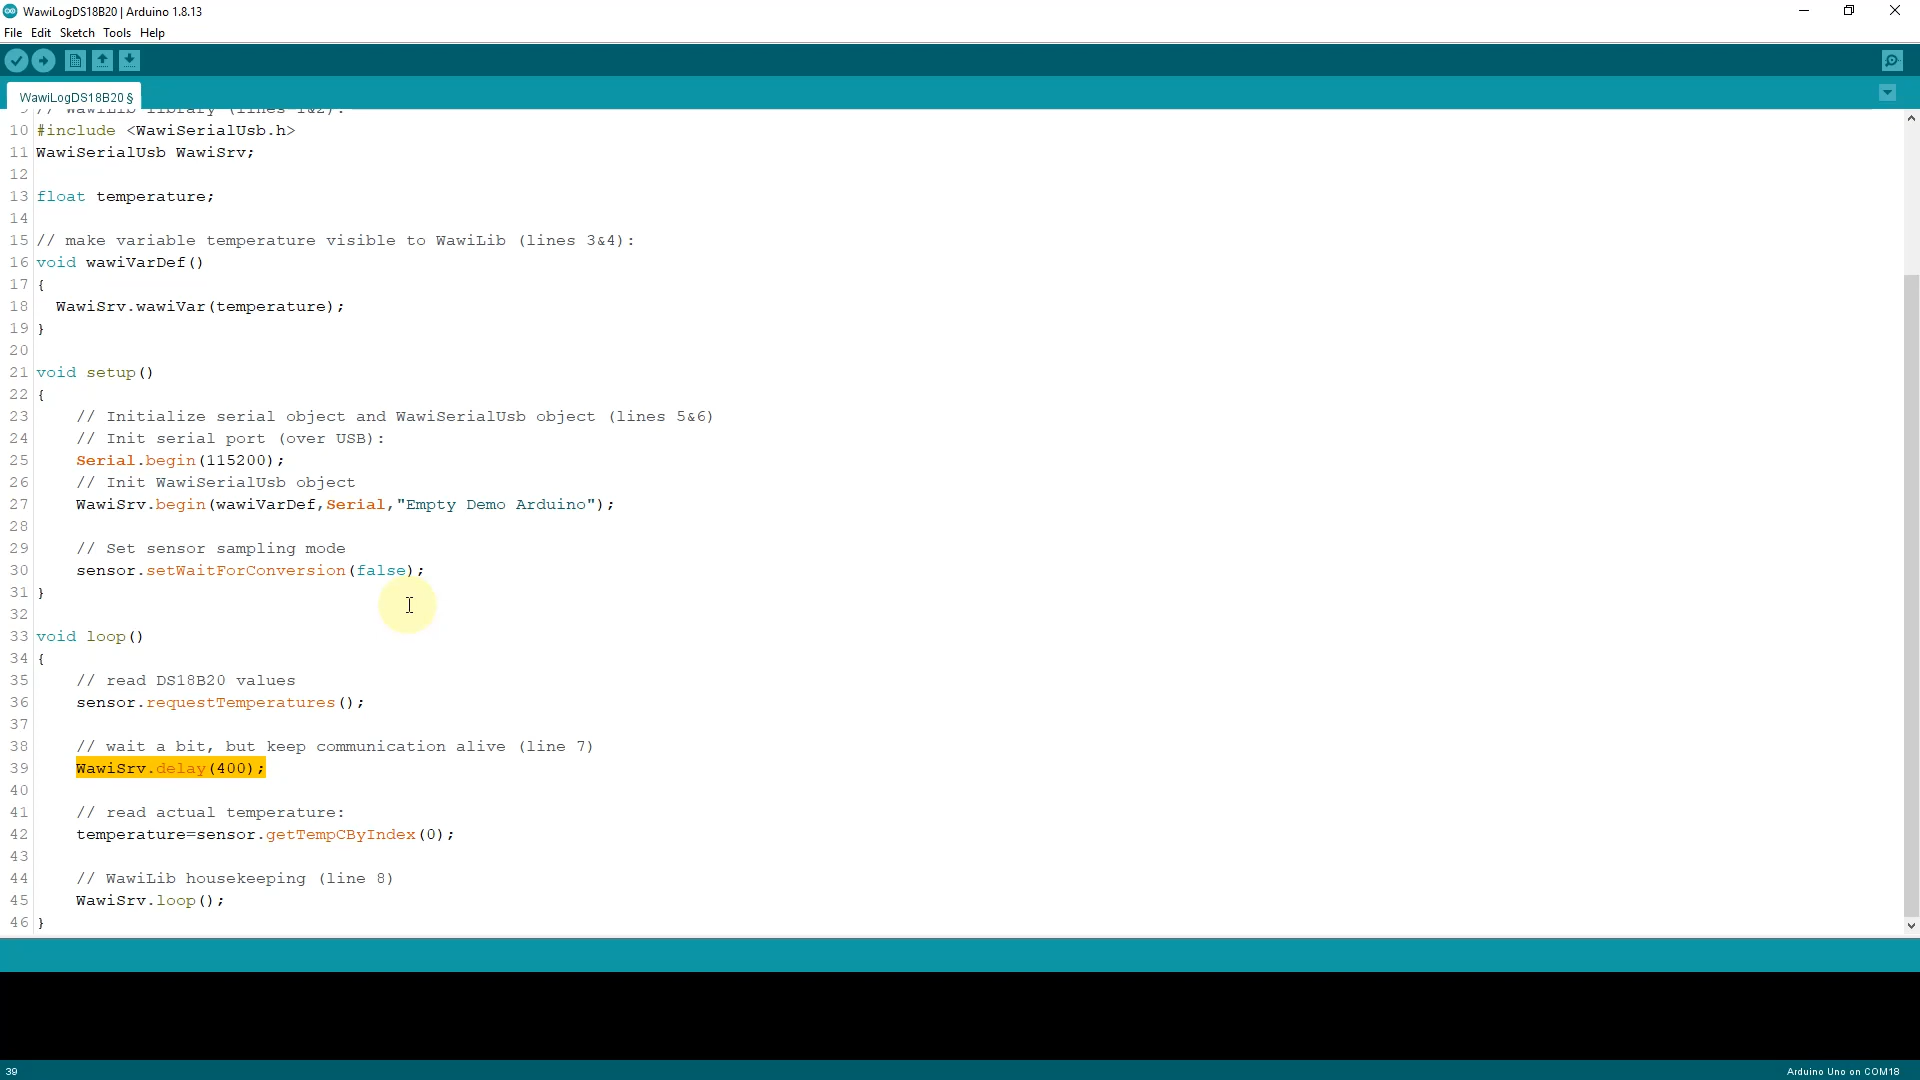 WawiLogDS18B20 | Arduino 1.8.13
File Edit Sketch Tools Help
WawiLogDS18B20 §
9 // WawiLib library (lines 1&2):
10 #include <WawiSerialUsb.h>
11 WawiSerialUsb WawiSrv;
12
13 float temperature;
14
15 // make variable temperature visible to WawiLib (lines 3&4):
16 void wawiVarDef()
17 {
18 WawiSrv.wawiVar(temperature);
19 }
20
21 void setup()
22 {
23 // Initialize serial object and WawiSerialUsb object (lines 5&6)
24 // Init serial port (over USB):
25 Serial.begin(115200);
26 // Init WawiSerialUsb object
27 WawiSrv.begin(wawiVarDef,Serial,"Empty Demo Arduino");
28
29 // Set sensor sampling mode
30 sensor.setWaitForConversion(false);
31 }
32
33 void loop()
34 {
35 // read DS18B20 values
36 sensor.requestTemperatures();
37
38 // wait a bit, but keep communication alive (line 7)
39 WawiSrv.delay(400);
40
41 // read actual temperature:
42 temperature=sensor.getTempCByIndex(0);
43
44 // WawiLib housekeeping (line 8)
45 WawiSrv.loop();
46 }
39 Arduino Uno on COM18